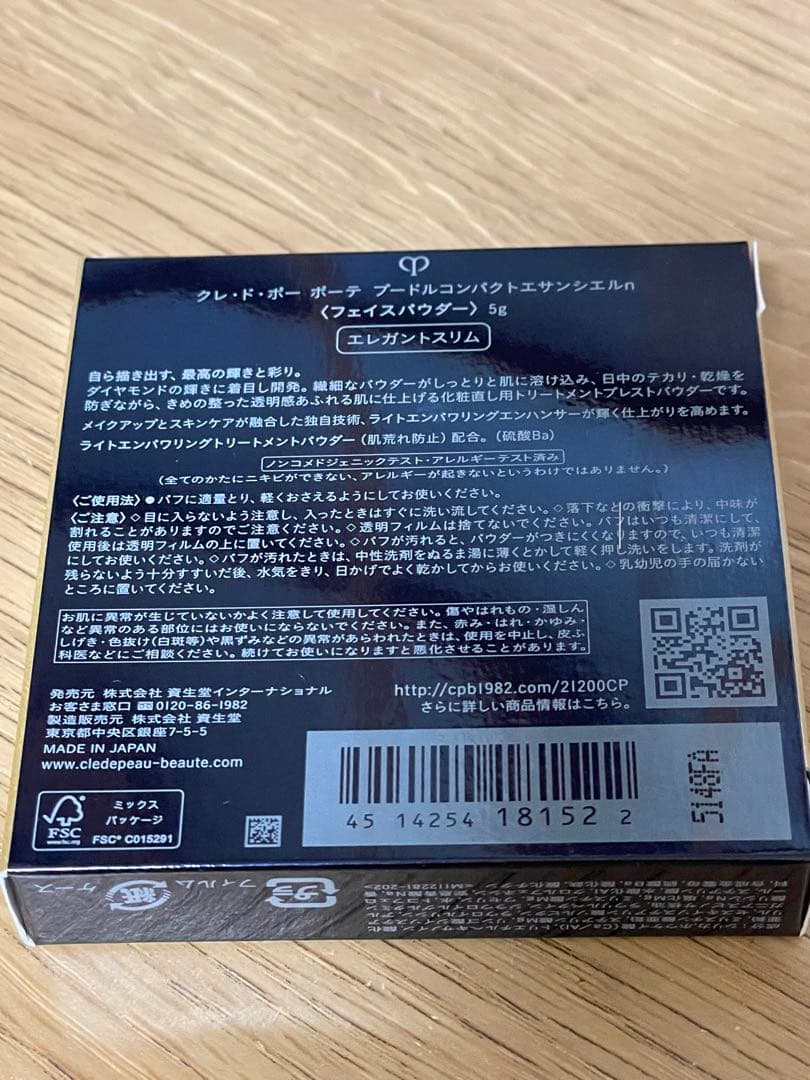 クレ・ド・ポー ボーテ プードルコンパクトエサンシエルn
〈フェイスパウダー〉5g
エレガントスリム
自ら描き出す、最高の輝きと彩り。
ダイヤモンドの輝きに着目し開発。繊細なパウダーがしっとりと肌に溶け込み、日中のテカリ・乾燥を
防ぎながら、きめの整った透明感あふれる肌に仕上げる化粧直し用トリートメントプレストパウダーです。
メイクアップとスキンケアが融合した独自技術、ライトエンパワリングエンハンサーが輝く仕上がりを高めます。
ライトエンパワリングトリートメントパウダー(肌荒れ防止)配合。(硫酸Ba)
ノンコメドジェニックテスト・アレルギーテスト済み
(全てのかたにニキビができない、アレルギーが起きないというわけではありません。)
〈ご使用法〉●パフに適量とり、軽くおさえるようにしてお使いください。
〈ご注意〉◇目に入らないよう注意し、入ったときはすぐに洗い流してください。◇落下などの衝撃により、中味が
割れることがありますのでご注意ください。◇透明フィルムは捨てないでください。パフはいつも清潔にして、
使用後は透明フィルムの上に置いてください。◇パフが汚れると、パウダーがつきにくくなりますので、いつも清潔
にしてお使いください。◇パフが汚れたときは、中性洗剤をぬるま湯に薄くとかして軽く押し洗いをします。洗剤が
残らないよう十分すすいだ後、水気をきり、日かげでよく乾かしてからお使いください。◇乳幼児の手の届かない
ところに置いてください。
お肌に異常が生じていないかよく注意して使用してください。傷やはれもの・湿しん
など異常のある部位にはお使いにならないでください。また、赤み・はれ・かゆみ・
しげき・色抜け(白斑等)や黒ずみなどの異常があらわれたときは、使用を中止し、皮ふ
科医などにご相談ください。続けてお使いになりますと悪化させることがあります。
発売元 株式会社 資生堂インターナショナル
お客さま窓口 0120-86-1982
製造販売元 株式会社 資生堂
東京都中央区銀座7-5-5
MADE IN JAPAN
www.cledepeau-beaute.com
http://cpb1982.com/21200CP
さらに詳しい商品情報はこちら。
45 14254 18152 2
5148FA
FSC
www.fsc.org
ミックス
パッケージ
FSC® C015291
ケース
紙
フィルム
プラ